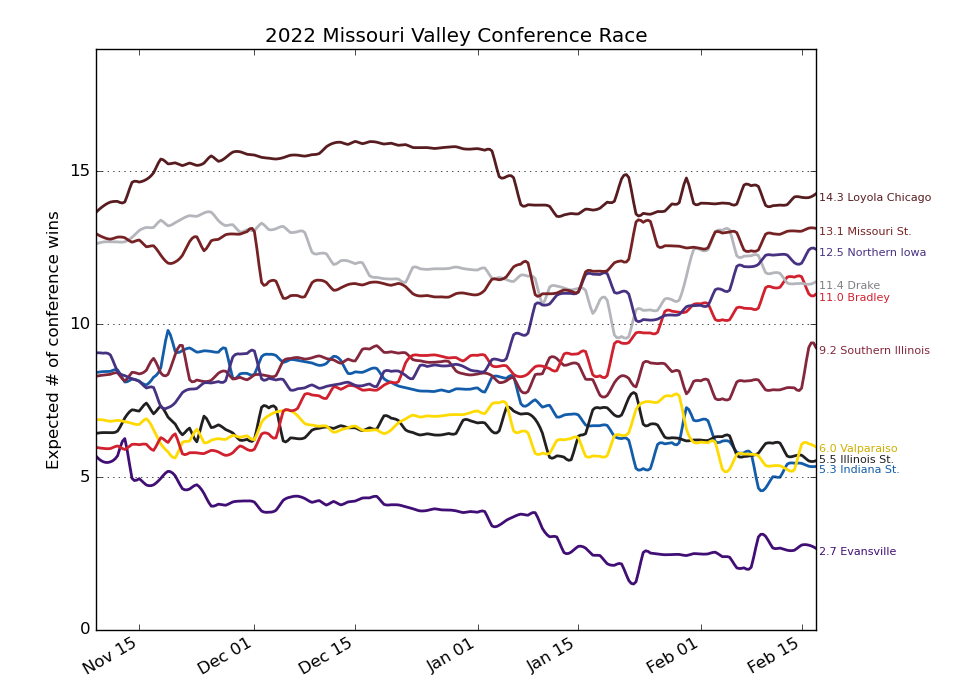 2022 Missouri Valley Conference Race
Expected # of conference wins
15
10
5
0
14.3 Loyola Chicago
13.1 Missouri St.
12.5 Northern Iowa
11.4 Drake
11.0 Bradley
9.2 Southern Illinois
6.0 Valparaiso
5.5 Illinois St.
5.3 Indiana St.
2.7 Evansville
Nov 15
Dec 01
Dec 15
Jan 01
Jan 15
Feb 01
Feb 15